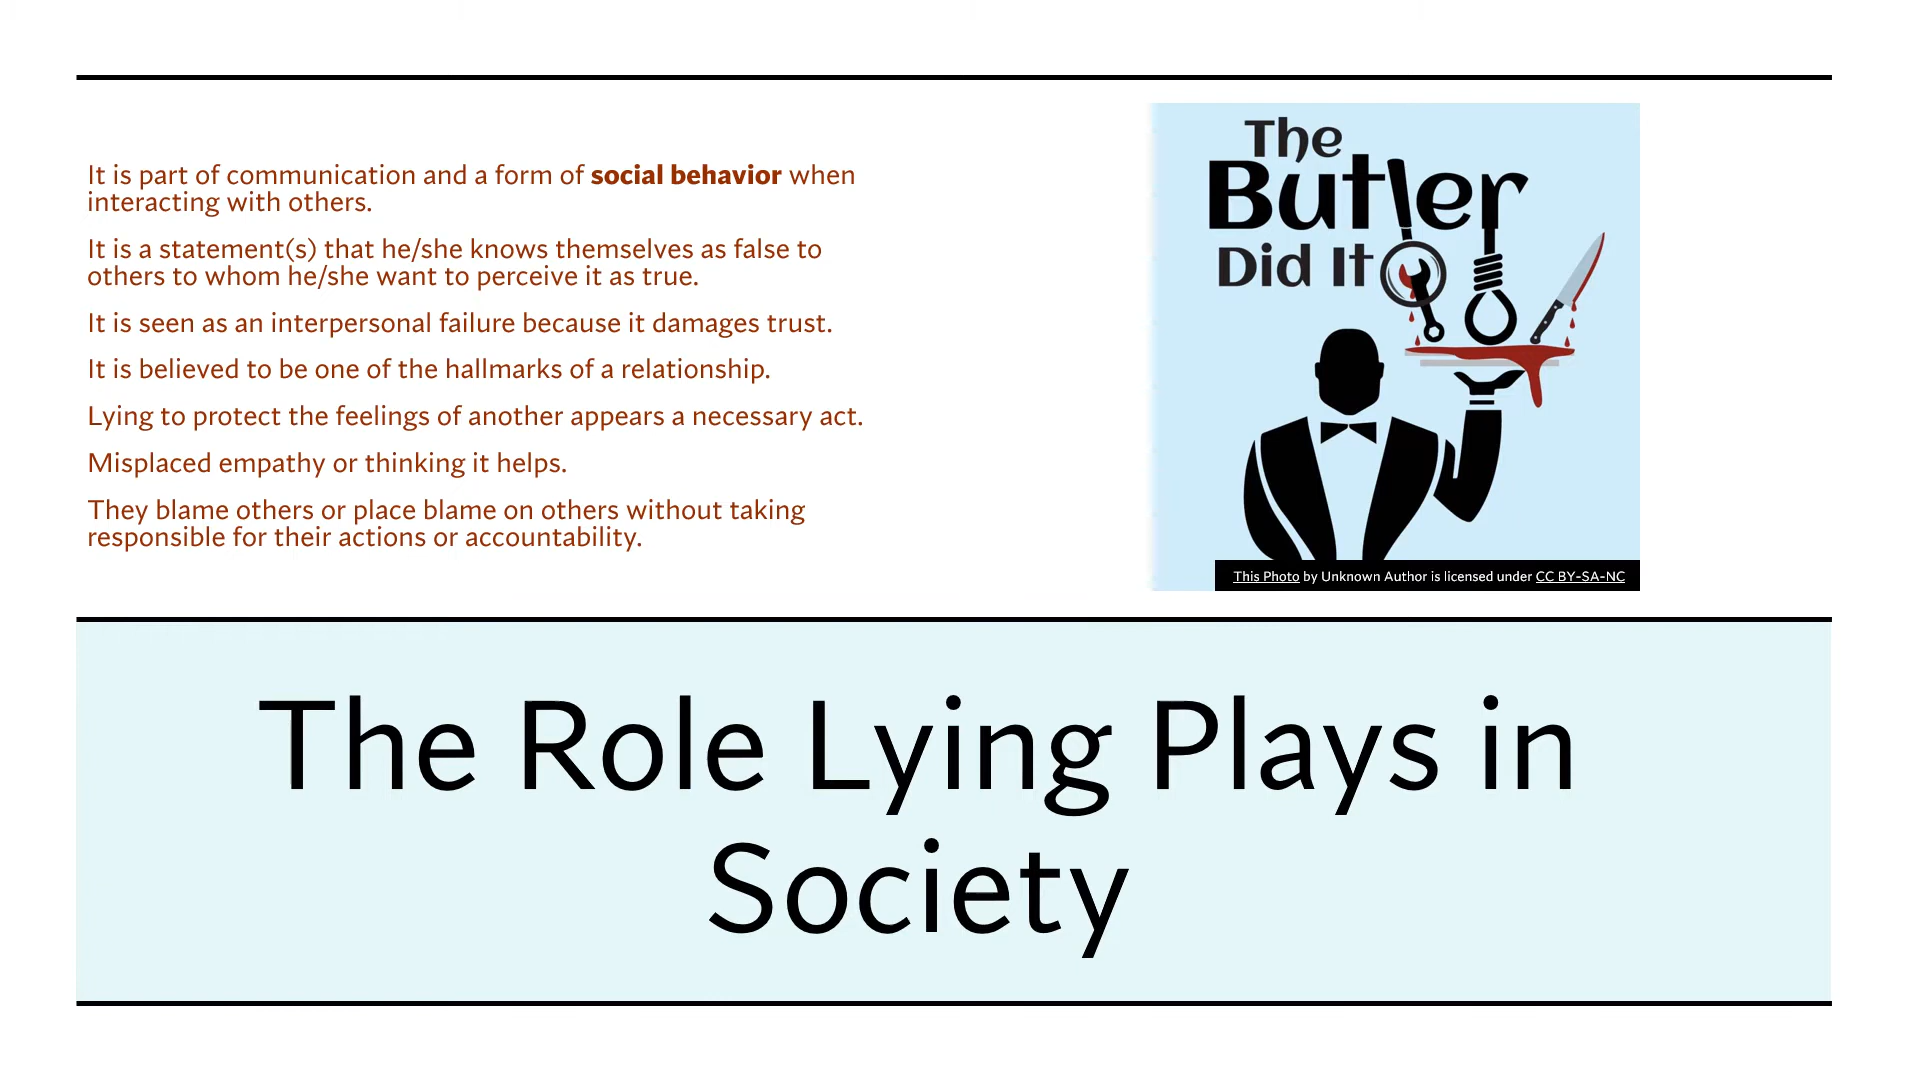 It is part of communication and a form of social behavior when
interacting with others.
It is a statement(s) that he/she knows themselves as false to
others to whom he/she want to perceive it as true.
It is seen as an interpersonal failure because it damages trust.
It is believed to be one of the hallmarks of a relationship.
Lying to protect the feelings of another appears a necessary act.
Misplaced empathy or thinking it helps.
They blame others or place blame on others without taking
responsible for their actions or accountability.
The
Butler
Did It
This Photo by Unknown Author is licensed under CC BY-SA-NC
The Role Lying Plays in
Society